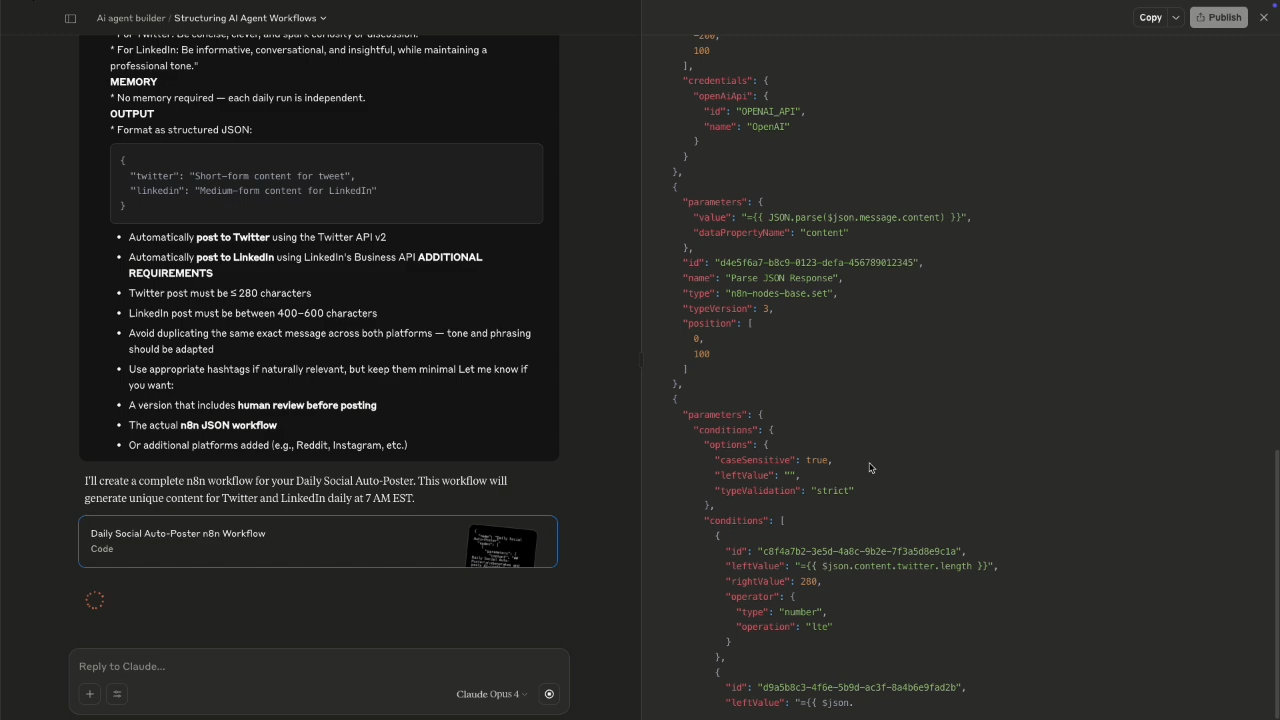 Ai agent builder / Structuring AI Agent Workflows
Copy
Publish
* For Twitter: Be concise, clever, and spark curiosity or discussion.
* For LinkedIn: Be informative, conversational, and insightful, while maintaining a
professional tone."
MEMORY
* No memory required — each daily run is independent.
OUTPUT
* Format as structured JSON:
{
"twitter": "Short-form content for tweet",
"linkedin": "Medium-form content for LinkedIn"
}
• Automatically post to Twitter using the Twitter API v2
• Automatically post to LinkedIn using LinkedIn's Business API ADDITIONAL
REQUIREMENTS
• Twitter post must be ≤ 280 characters
• LinkedIn post must be between 400–600 characters
• Avoid duplicating the same exact message across both platforms — tone and phrasing
should be adapted
• Use appropriate hashtags if naturally relevant, but keep them minimal Let me know if
you want:
• A version that includes human review before posting
• The actual n8n JSON workflow
• Or additional platforms added (e.g., Reddit, Instagram, etc.)
I'll create a complete n8n workflow for your Daily Social Auto-Poster. This workflow will
generate unique content for Twitter and LinkedIn daily at 7 AM EST.
Daily Social Auto-Poster n8n Workflow
Code
Reply to Claude...
Claude Opus 4
-200,
100
],
"credentials": {
"openAiApi": {
"id": "OPENAI_API",
"name": "OpenAI"
}
}
},
{
"parameters": {
"value": "={{ JSON.parse($json.message.content) }}",
"dataPropertyName": "content"
},
"id": "d4e5f6a7-b8c9-0123-defa-456789012345",
"name": "Parse JSON Response",
"type": "n8n-nodes-base.set",
"typeVersion": 3,
"position": [
0,
100
]
},
{
"parameters": {
"conditions": {
"options": {
"caseSensitive": true,
"leftValue": "",
"typeValidation": "strict"
},
"conditions": [
{
"id": "c8f4a7b2-3e5d-4a8c-9b2e-7f3a5d8e9c1a",
"leftValue": "={{ $json.content.twitter.length }}",
"rightValue": 280,
"operator": {
"type": "number",
"operation": "lte"
}
},
{
"id": "d9a5b8c3-4f6e-5b9d-ac3f-8a4b6e9fad2b",
"leftValue": "={{ $json.